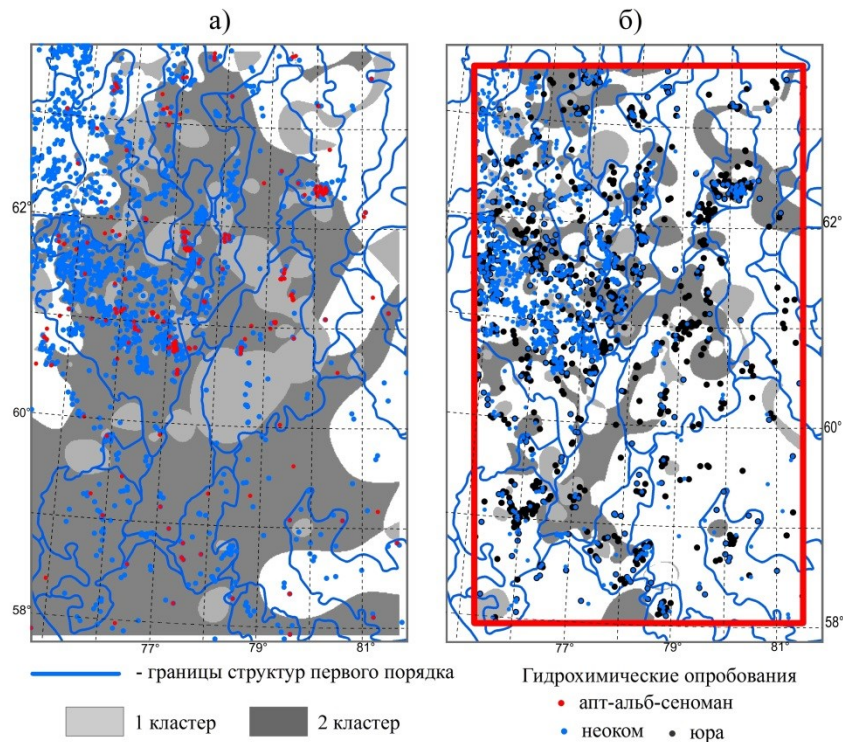 а) б)
62° 62°
60° 60°
58° 58°
77° 79° 81° 77° 79° 81°
- границы структур первого порядка
Гидрохимические опробования
1 кластер 2 кластер
апт-альб-сеноман
неоком юра